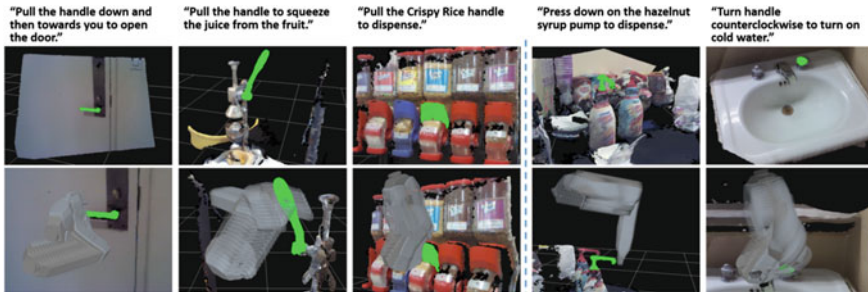 “Pull the handle down and
then towards you to open
the door.”
“Pull the handle to squeeze
the juice from the fruit.”
“Pull the Crispy Rice handle
to dispense.”
“Press down on the hazelnut
syrup pump to dispense.”
“Turn handle
counterclockwise to turn on
cold water.”